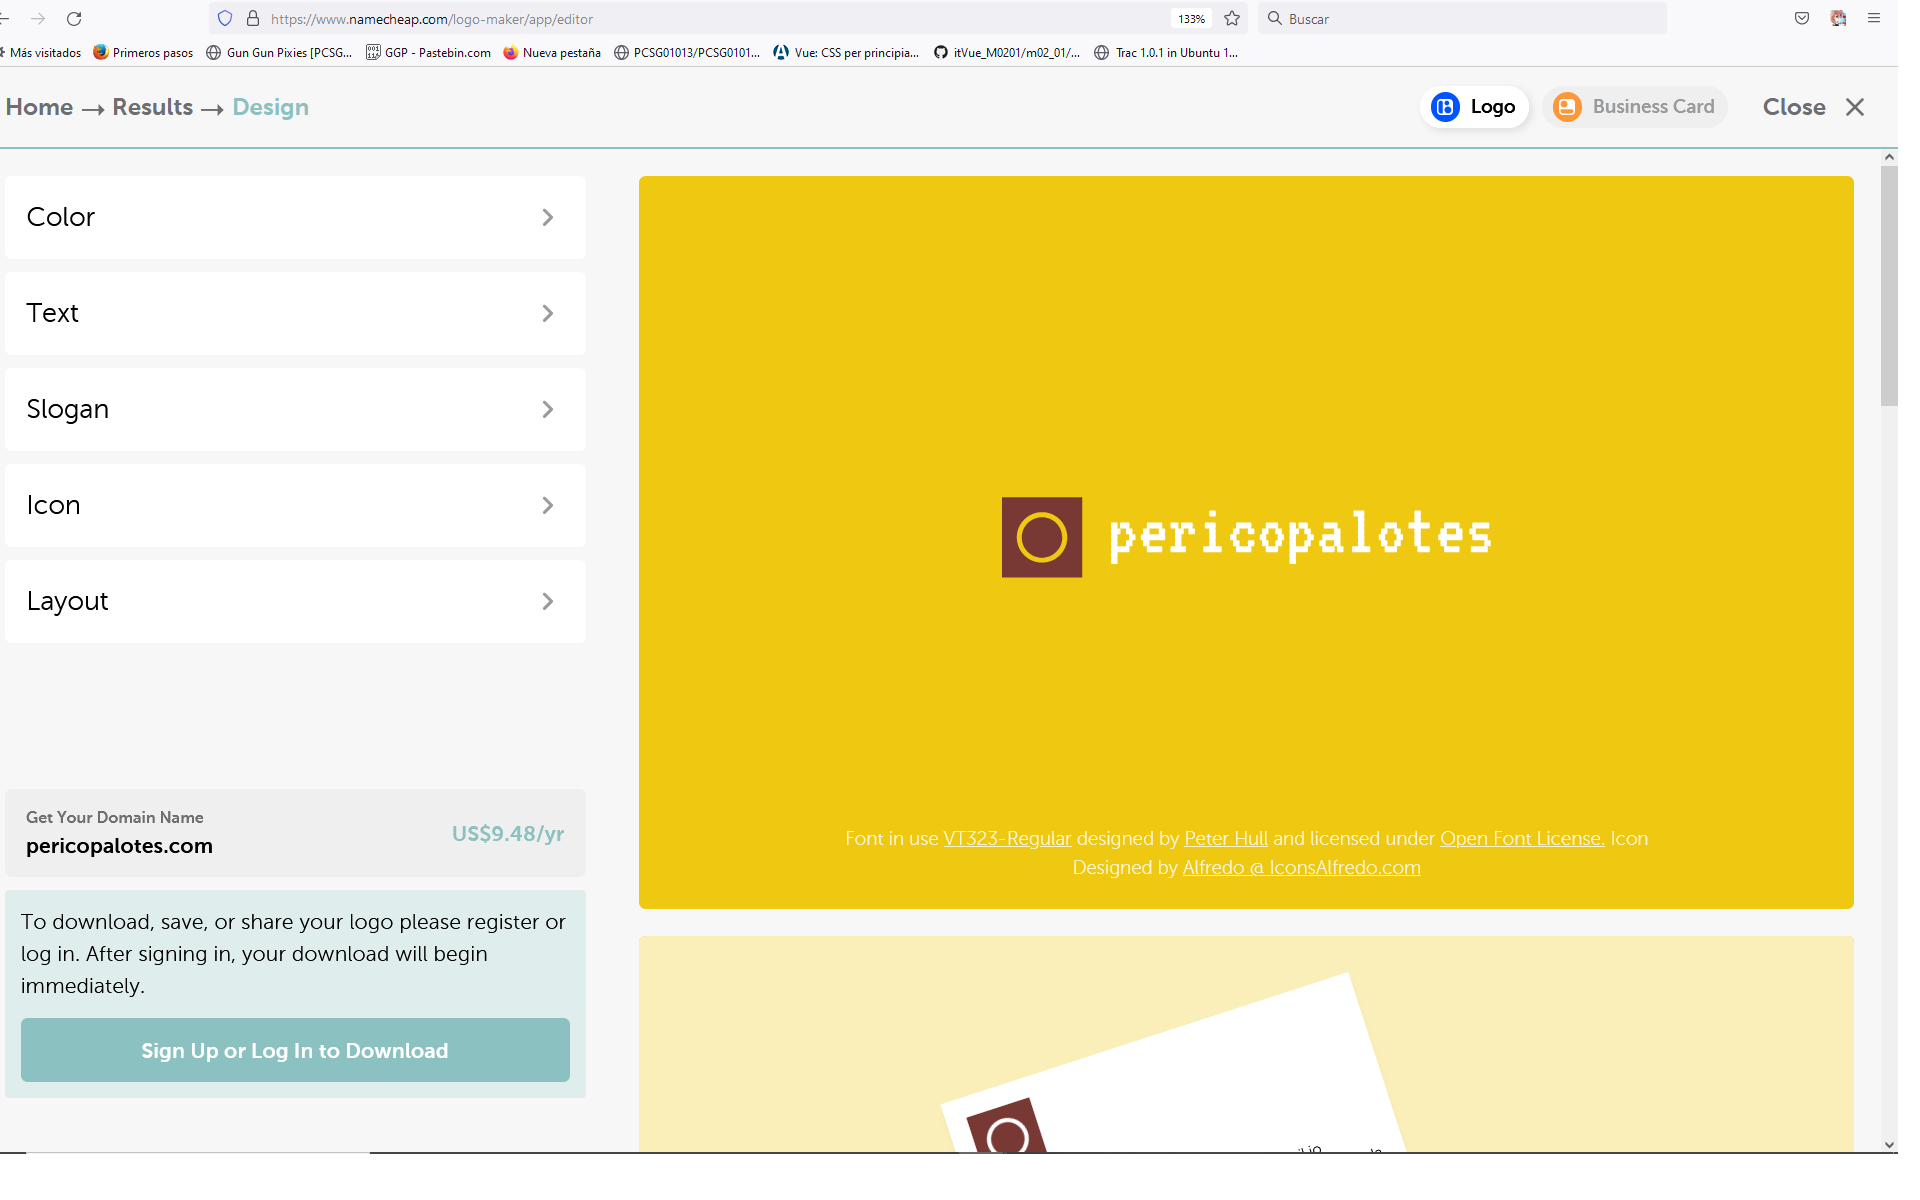 https://www.namecheap.com/logo-maker/app/editor
133%
Buscar
Más visitados
Primeros pasos
Gun Gun Pixies [PCSG...
GGP - Pastebin.com
Nueva pestaña
PCSG01013/PCSG0101...
Vue: CSS per principia...
itVue_M0201/m02_01/...
Trac 1.0.1 in Ubuntu 1...
Home → Results → Design
Logo
Business Card
Close
Color
Text
Slogan
Icon
Layout
Get Your Domain Name
pericopalotes.com
US$9.48/yr
To download, save, or share your logo please register or
log in. After signing in, your download will begin
immediately.
Sign Up or Log In to Download
pericopalotes
Font in use VT323-Regular designed by Peter Hull and licensed under Open Font License. Icon
Designed by Alfredo @ IconsAlfredo.com